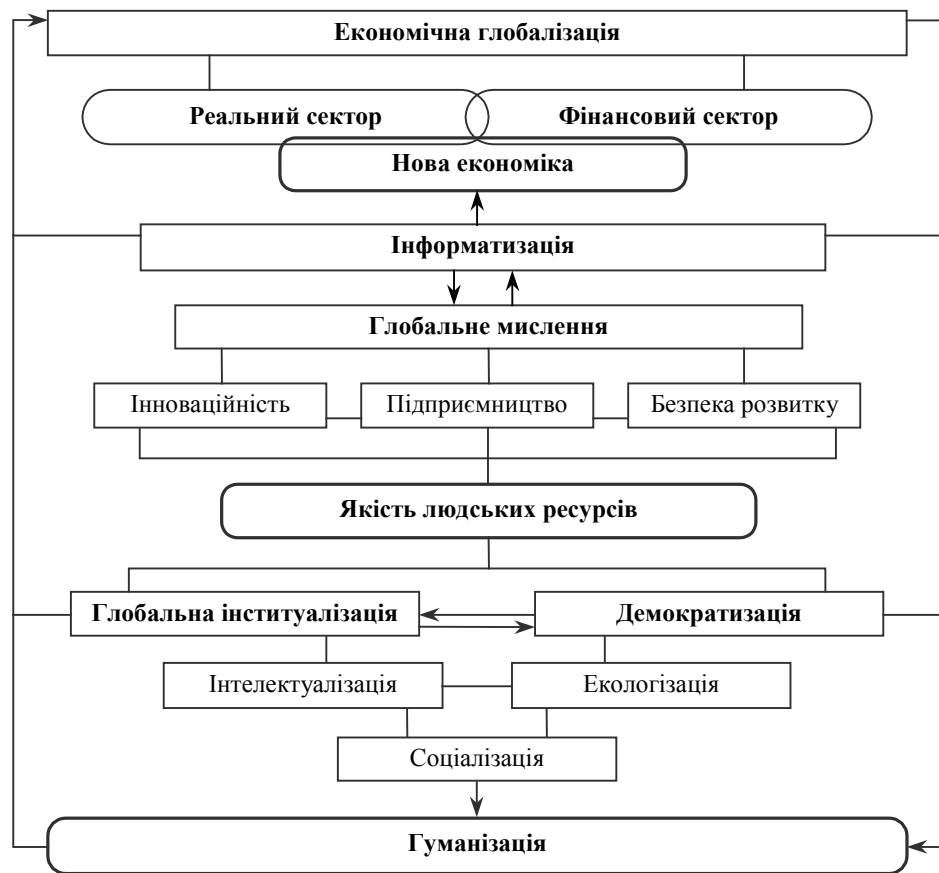 Економічна глобалізація
Реальний сектор
Фінансовий сектор
Нова економіка
Інформатизація
Глобальне мислення
Інноваційність
Підприємництво
Безпека розвитку
Якість людських ресурсів
Глобальна інституалізація
Демократизація
Інтелектуалізація
Екологізація
Соціалізація
Гуманізація